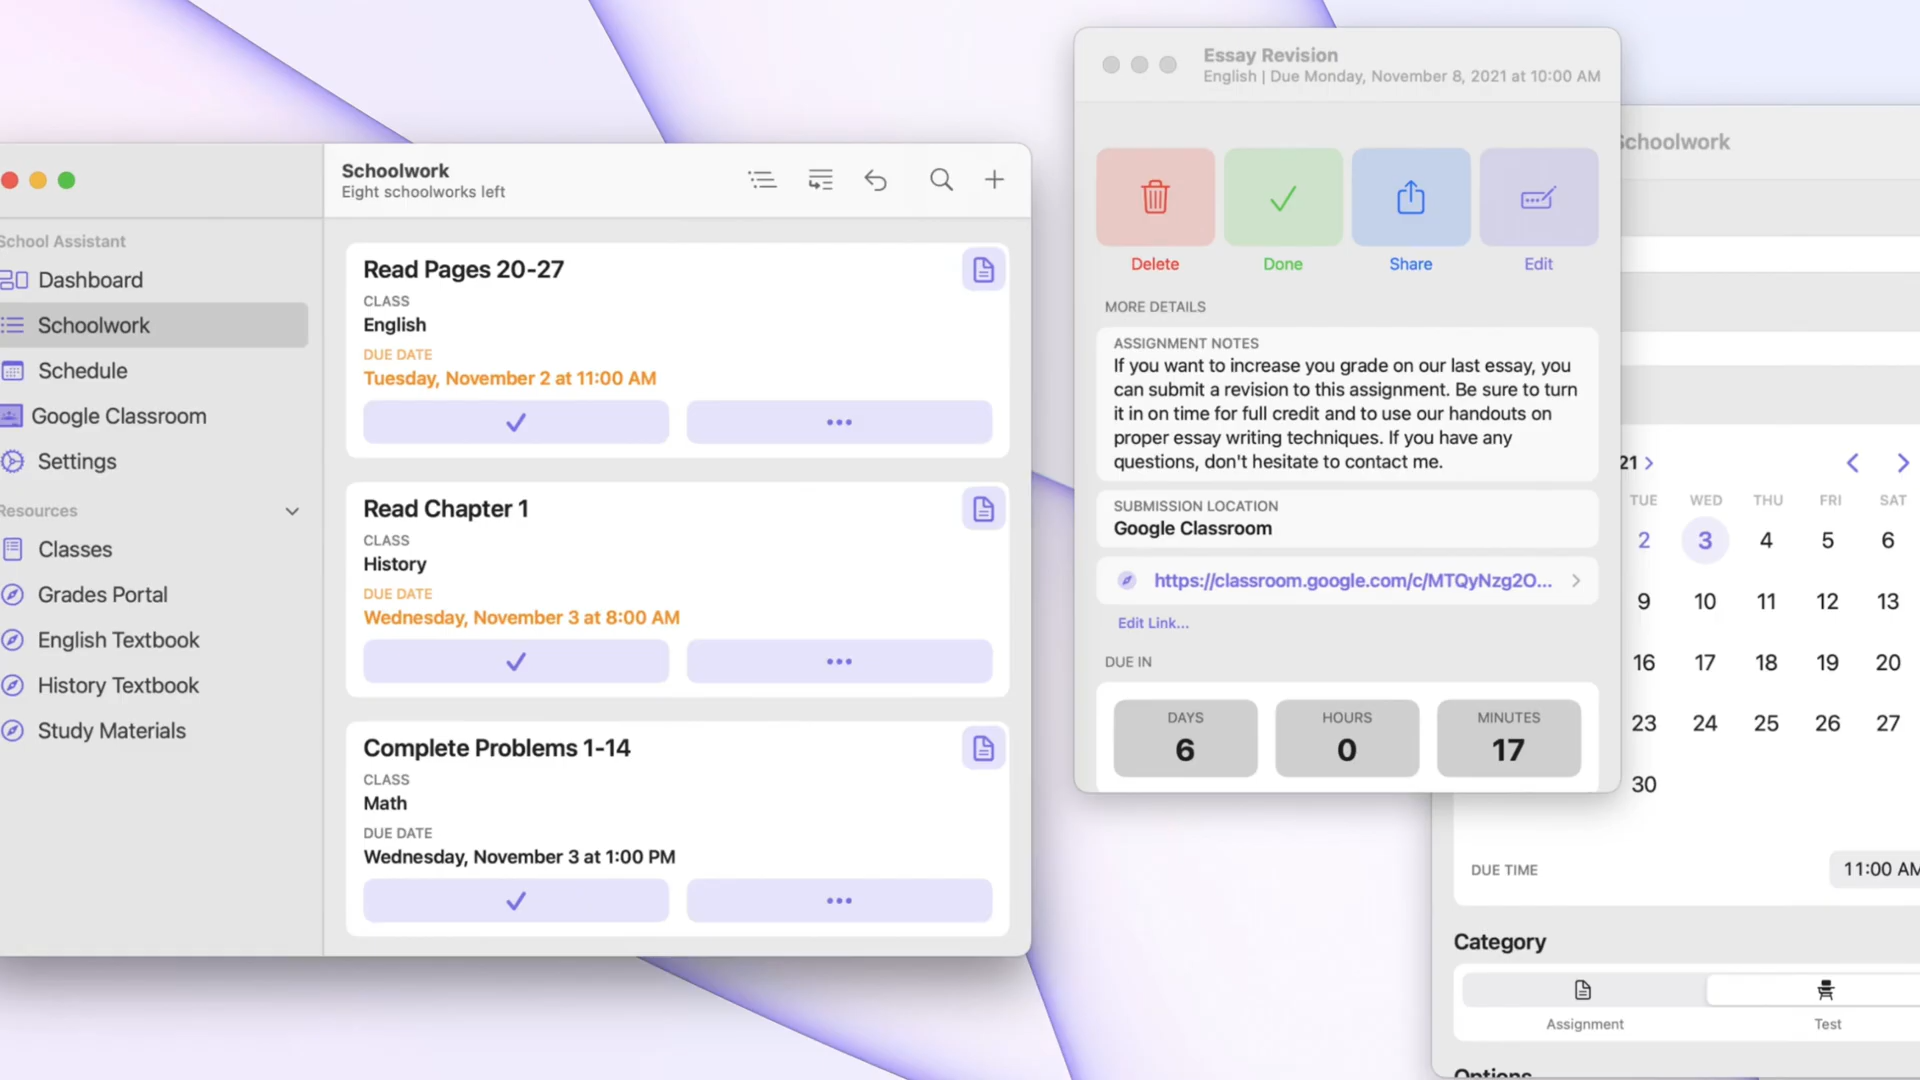 School Assistant
Dashboard
Schoolwork
Schedule
Google Classroom
Settings
Resources
Classes
Grades Portal
English Textbook
History Textbook
Study Materials
Schoolwork
Eight schoolworks left
Read Pages 20-27
CLASS
English
DUE DATE
Tuesday, November 2 at 11:00 AM
Read Chapter 1
CLASS
History
DUE DATE
Wednesday, November 3 at 8:00 AM
Complete Problems 1-14
CLASS
Math
DUE DATE
Wednesday, November 3 at 1:00 PM
Essay Revision
English | Due Monday, November 8, 2021 at 10:00 AM
Delete Done Share Edit
MORE DETAILS
ASSIGNMENT NOTES
If you want to increase you grade on our last essay, you
can submit a revision to this assignment. Be sure to turn
it in on time for full credit and to use our handouts on
proper essay writing techniques. If you have any
questions, don't hesitate to contact me.
SUBMISSION LOCATION
Google Classroom
https://classroom.google.com/c/MTQyNzg2O...
Edit Link...
DUE IN
DAYS HOURS MINUTES
6 0 17
Schoolwork
21
TUE WED THU FRI SAT
2 3 4 5 6
9 10 11 12 13
16 17 18 19 20
23 24 25 26 27
30
DUE TIME 11:00 AM
Category
Assignment Test
Options